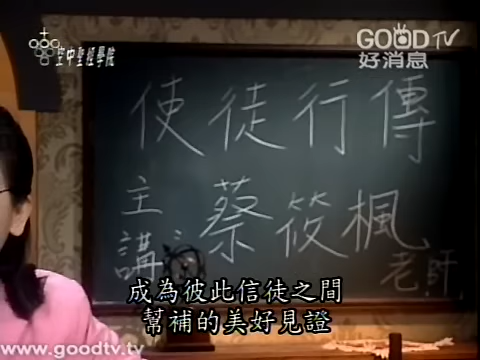 空中聖經學院
GOOD TV
好消息
使徒行傳
主講：蔡筱楓老師
成為彼此信徒之間
幫補的美好見證
www.goodtv.tv